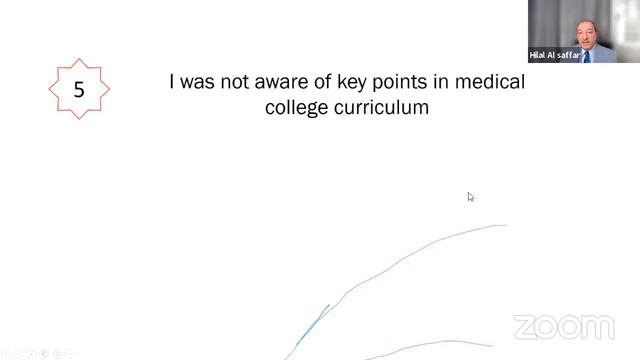 Hilal Al saffar
5
I was not aware of key points in medical
college curriculum
zoom